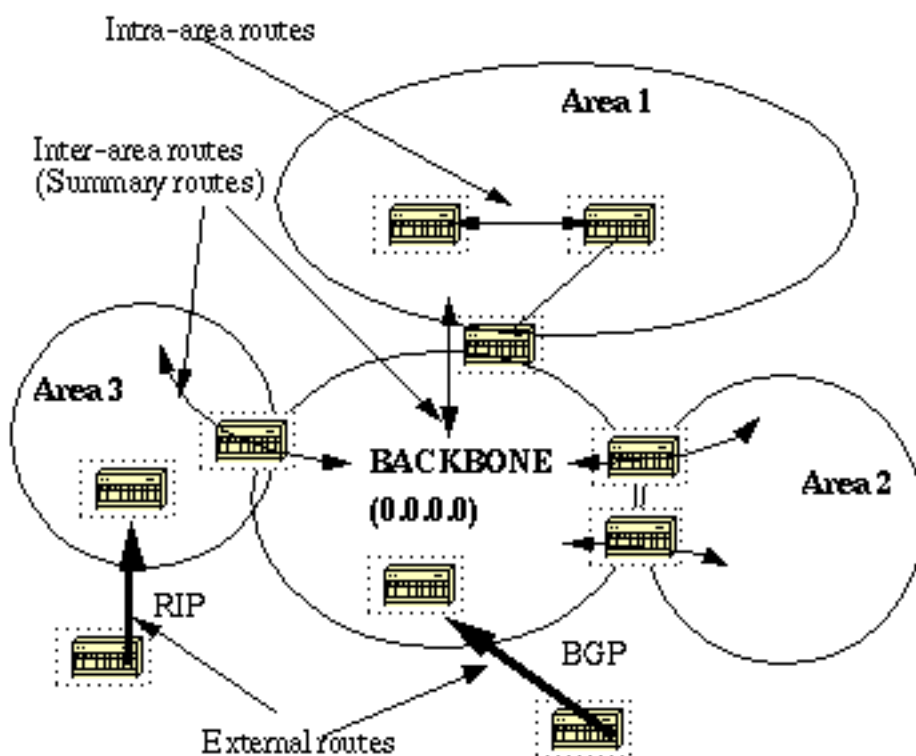 Intra-area routes
Area 1
Inter-area routes
(Summary routes)
Area 3
BACKBONE
(0.0.0.0)
Area 2
RIP
BGP
External routes